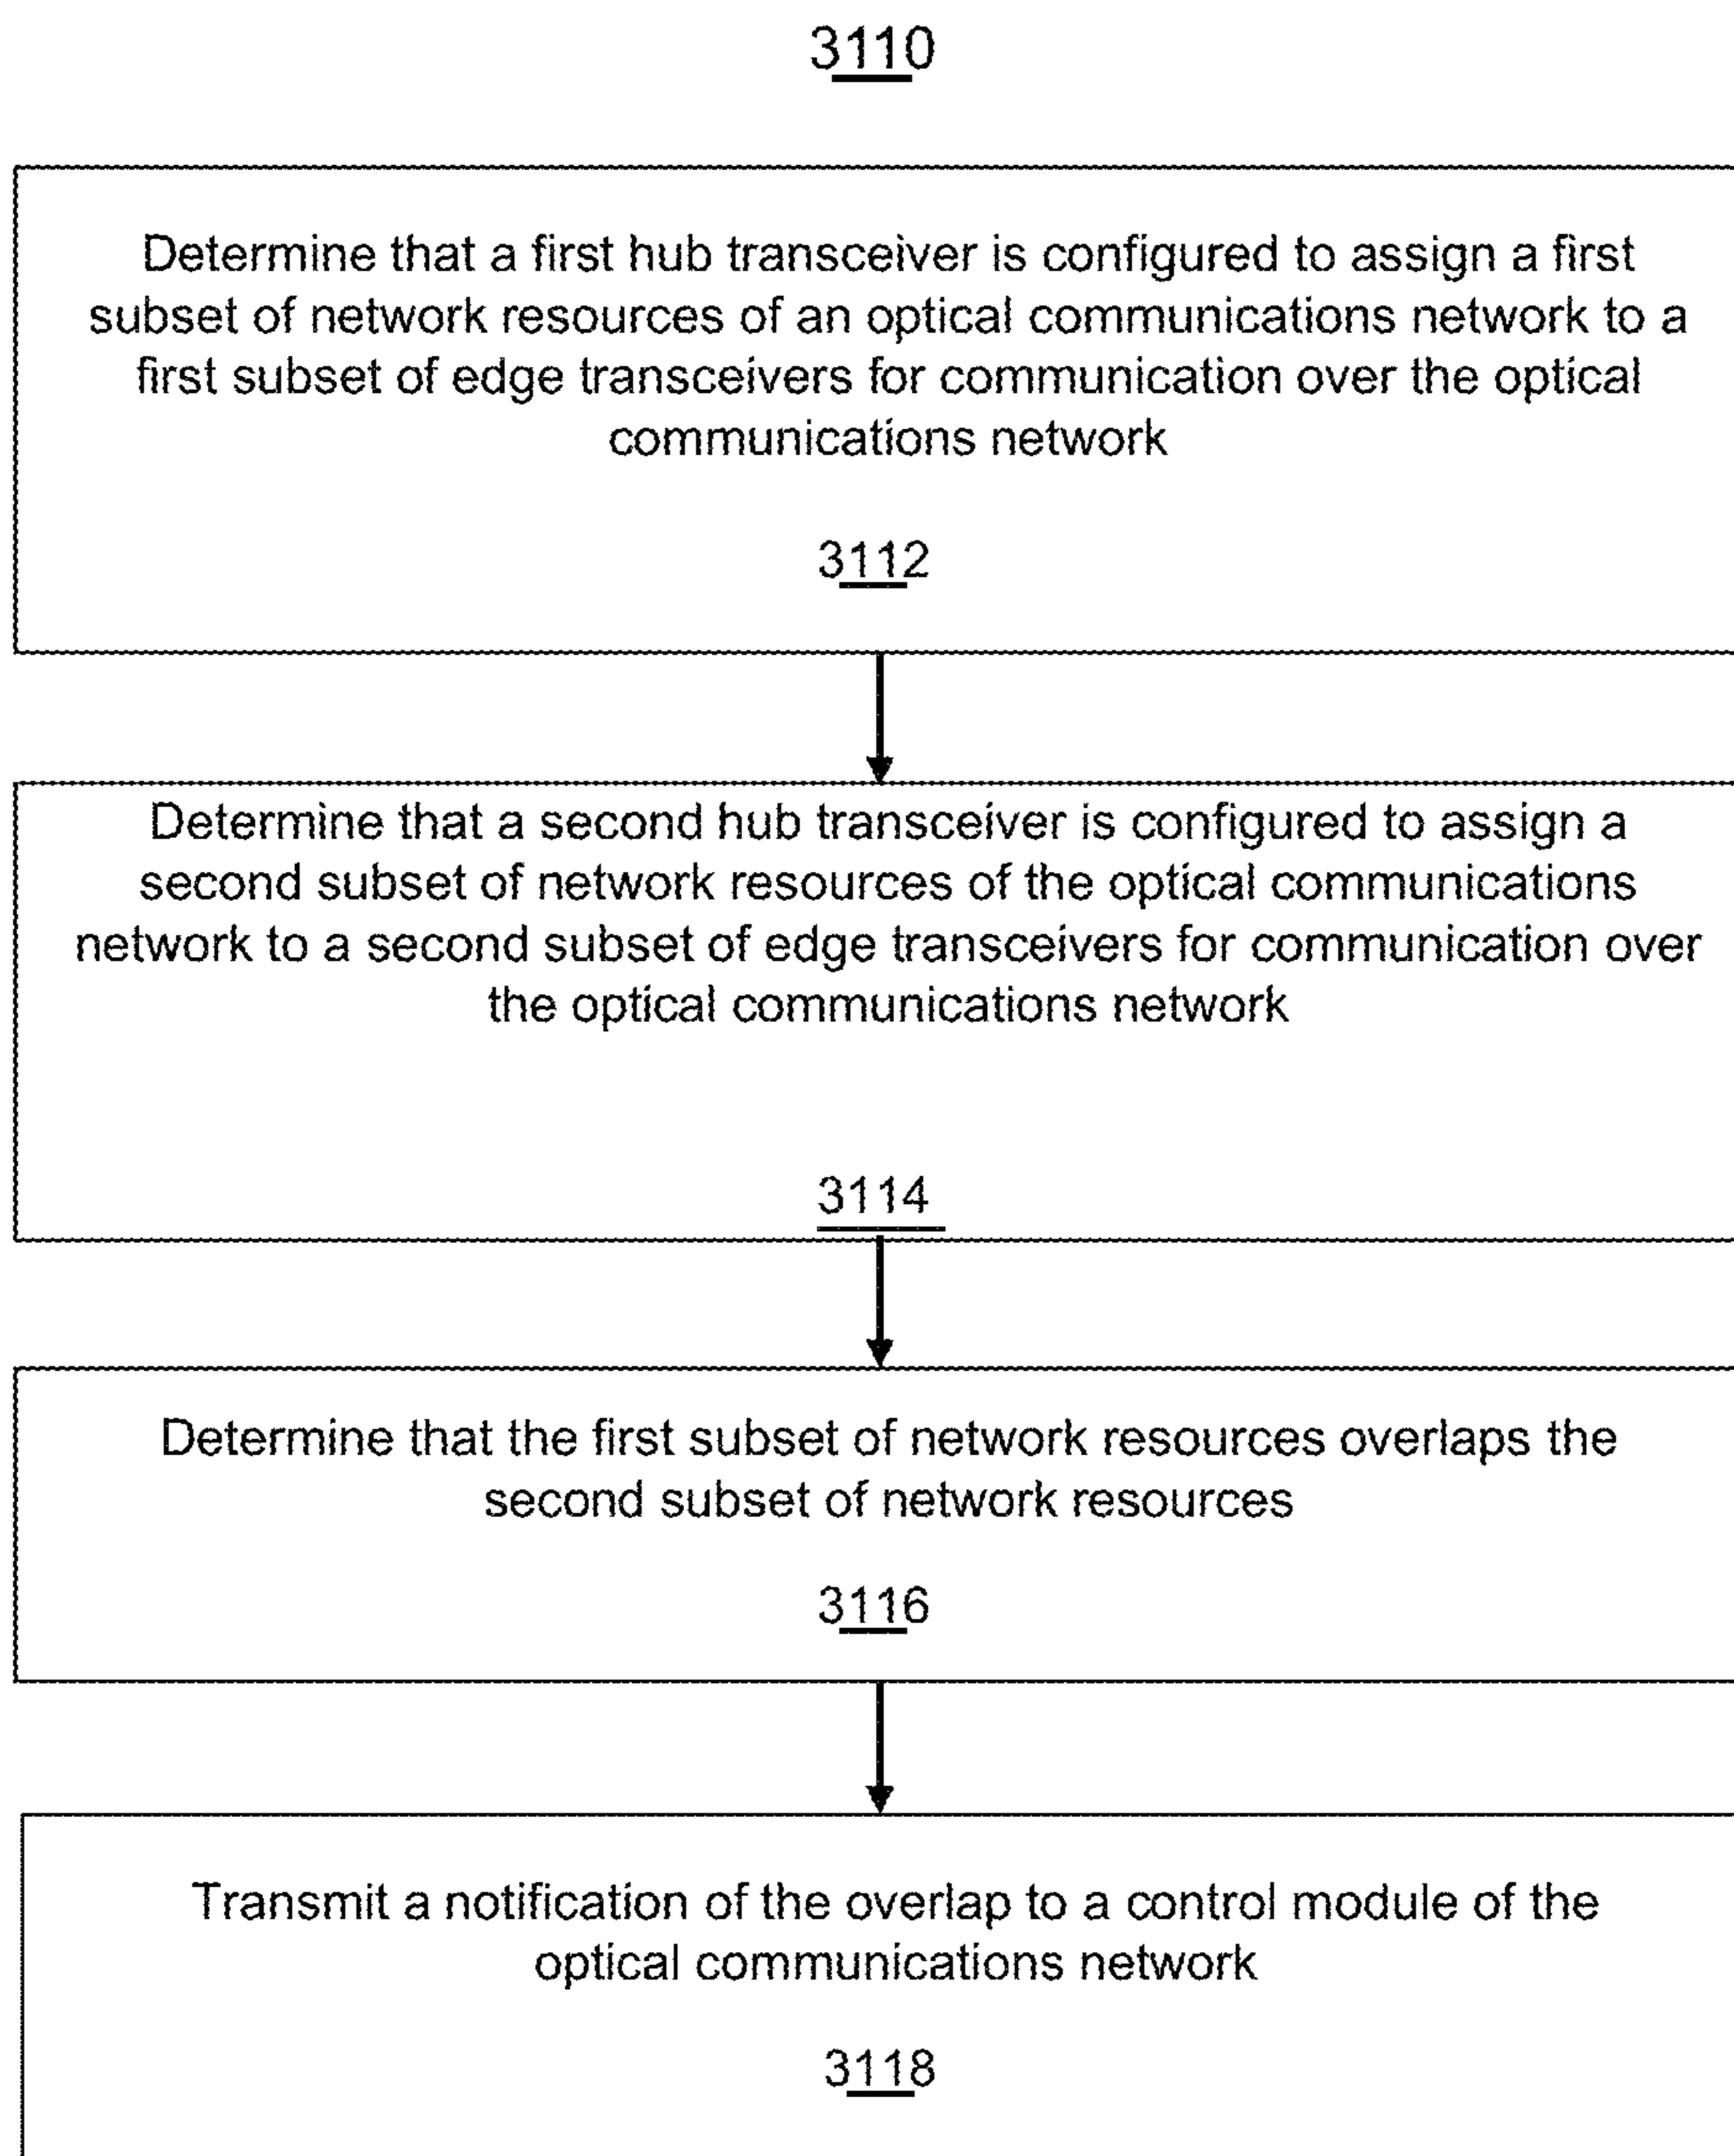 3110
Determine that a first hub transceiver is configured to assign a first
subset of network resources of an optical communications network to a
first subset of edge transceivers for communication over the optical
communications network
3112
Determine that a second hub transceiver is configured to assign a
second subset of network resources of the optical communications
network to a second subset of edge transceivers for communication over
the optical communications network
3114
Determine that the first subset of network resources overlaps the
second subset of network resources
3116
Transmit a notification of the overlap to a control module of the
optical communications network
3118